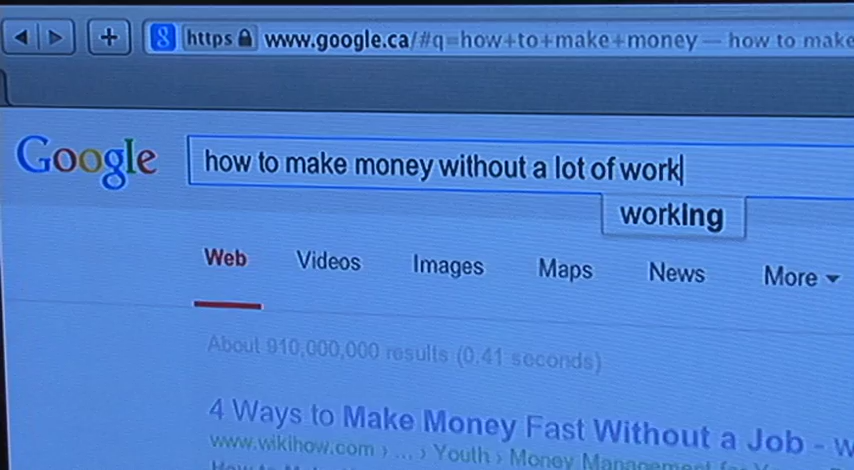 https www.google.ca/#q=how+to+make+money — how to make
Google
how to make money without a lot of work
working
Web Videos Images Maps News More
About 910,000,000 results (0.41 seconds)
4 Ways to Make Money Fast Without a Job - W
www.wikihow.com › ... › Youth › Money Management for Y